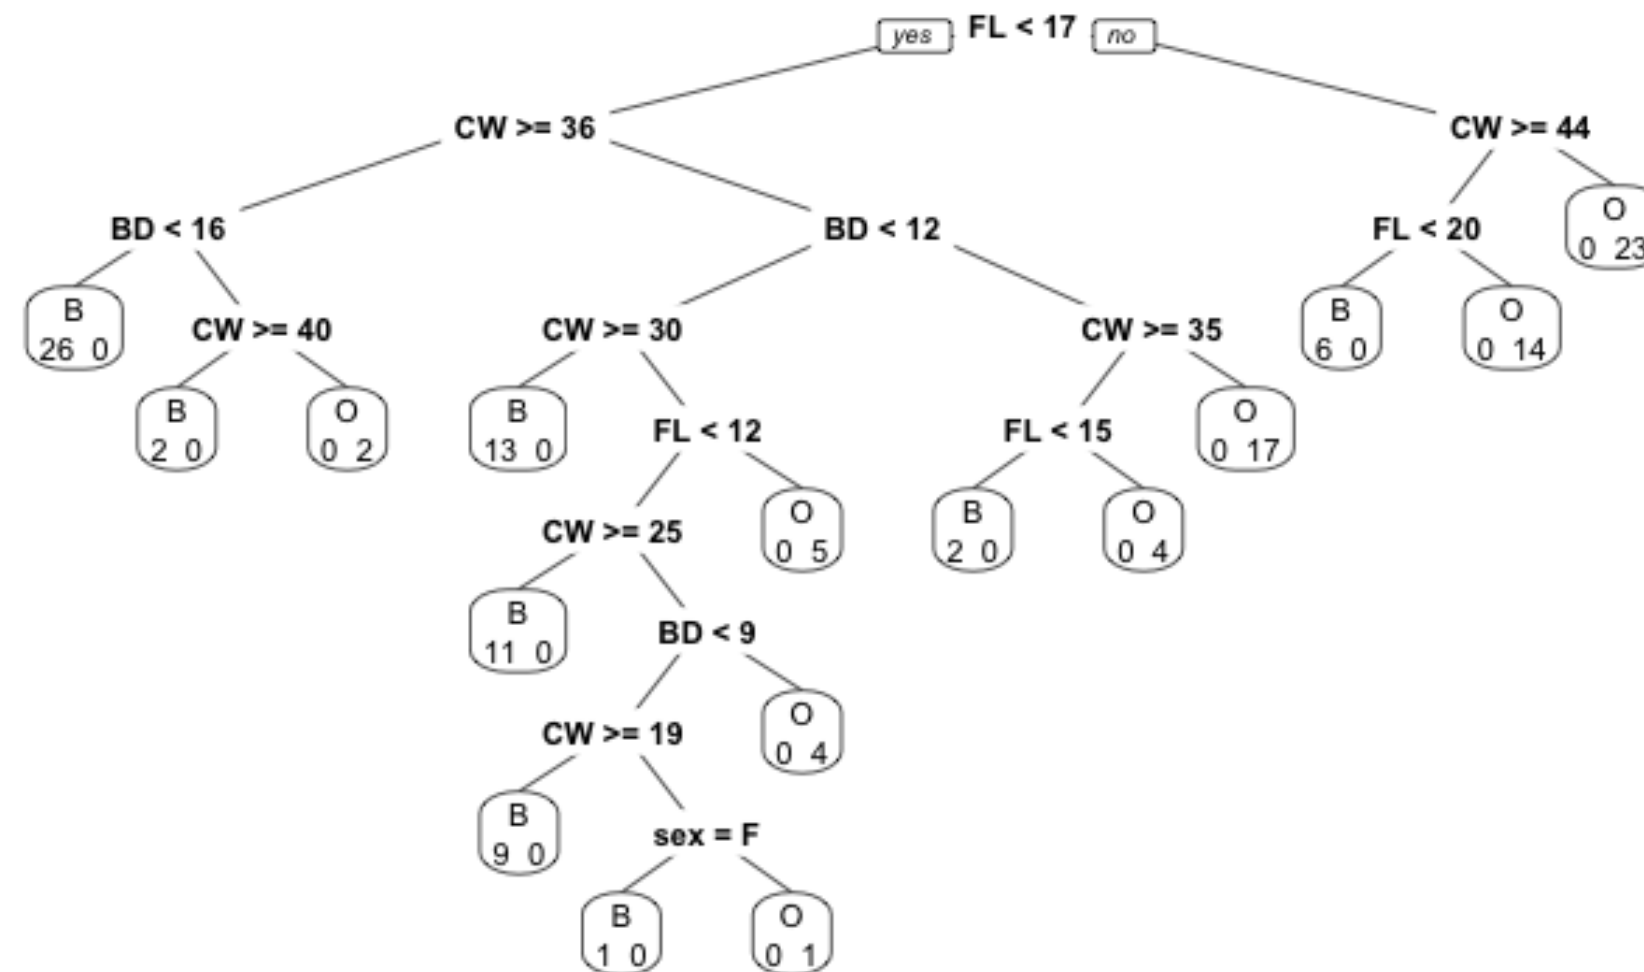 yes FL < 17 no
CW >= 36 CW >= 44
BD < 16 BD < 12 FL < 20 O
0 23
B CW >= 40 CW >= 30 CW >= 35 B O
26 0 6 0 0 14
B O B FL < 12 FL < 15 O
2 0 0 2 13 0 0 17
CW >= 25 O B O
0 5 2 0 0 4
B BD < 9
11 0
CW >= 19 O
0 4
B sex = F
9 0
B O
1 0 0 1